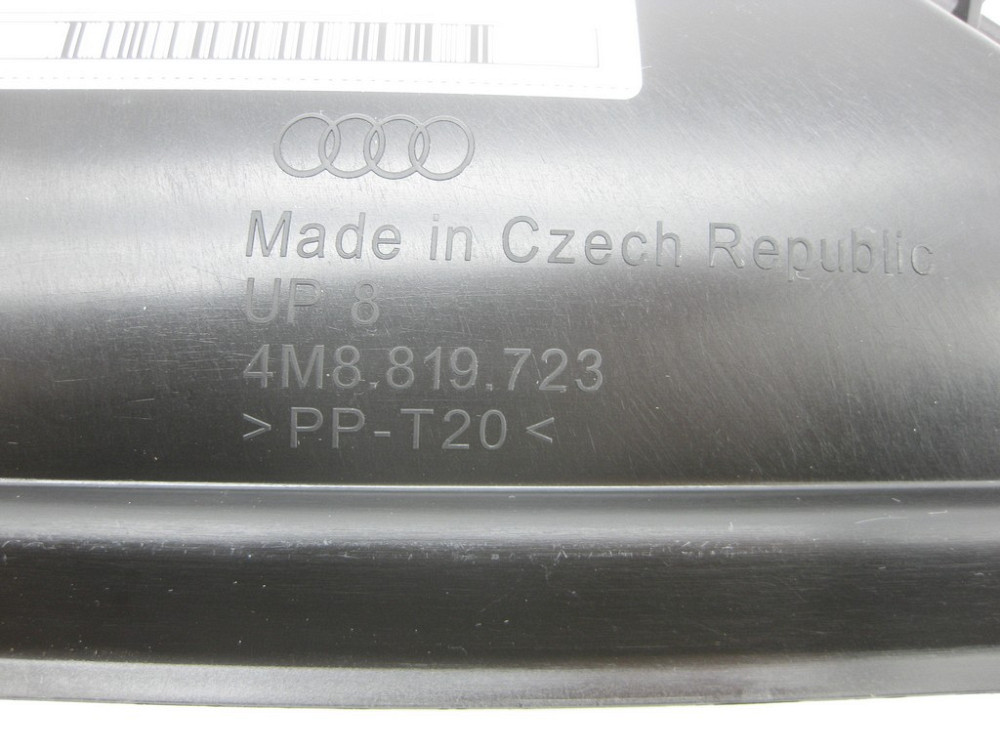 Made in Czech Republic
UP 8
4M8.819.723
>PP-T20<